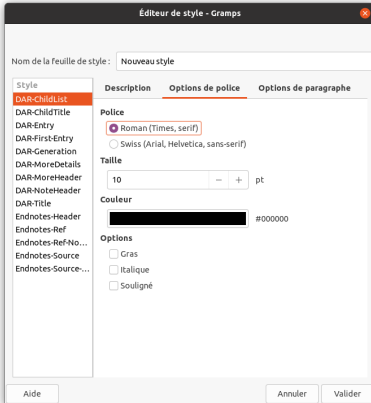 Éditeur de style - Gramps
Nom de la feuille de style : Nouveau style
Style
DAR-ChildList
DAR-ChildTitle
DAR-Entry
DAR-First-Entry
DAR-Generation
DAR-MoreDetails
DAR-MoreHeader
DAR-NoteHeader
DAR-Title
Endnotes-Header
Endnotes-Ref
Endnotes-Ref-No...
Endnotes-Source
Endnotes-Source-...
Description Options de police Options de paragraphe
Police
Roman (Times, serif)
Swiss (Arial, Helvetica, sans-serif)
Taille
10 − + pt
Couleur
#000000
Options
Gras
Italique
Souligné
Aide Annuler Valider